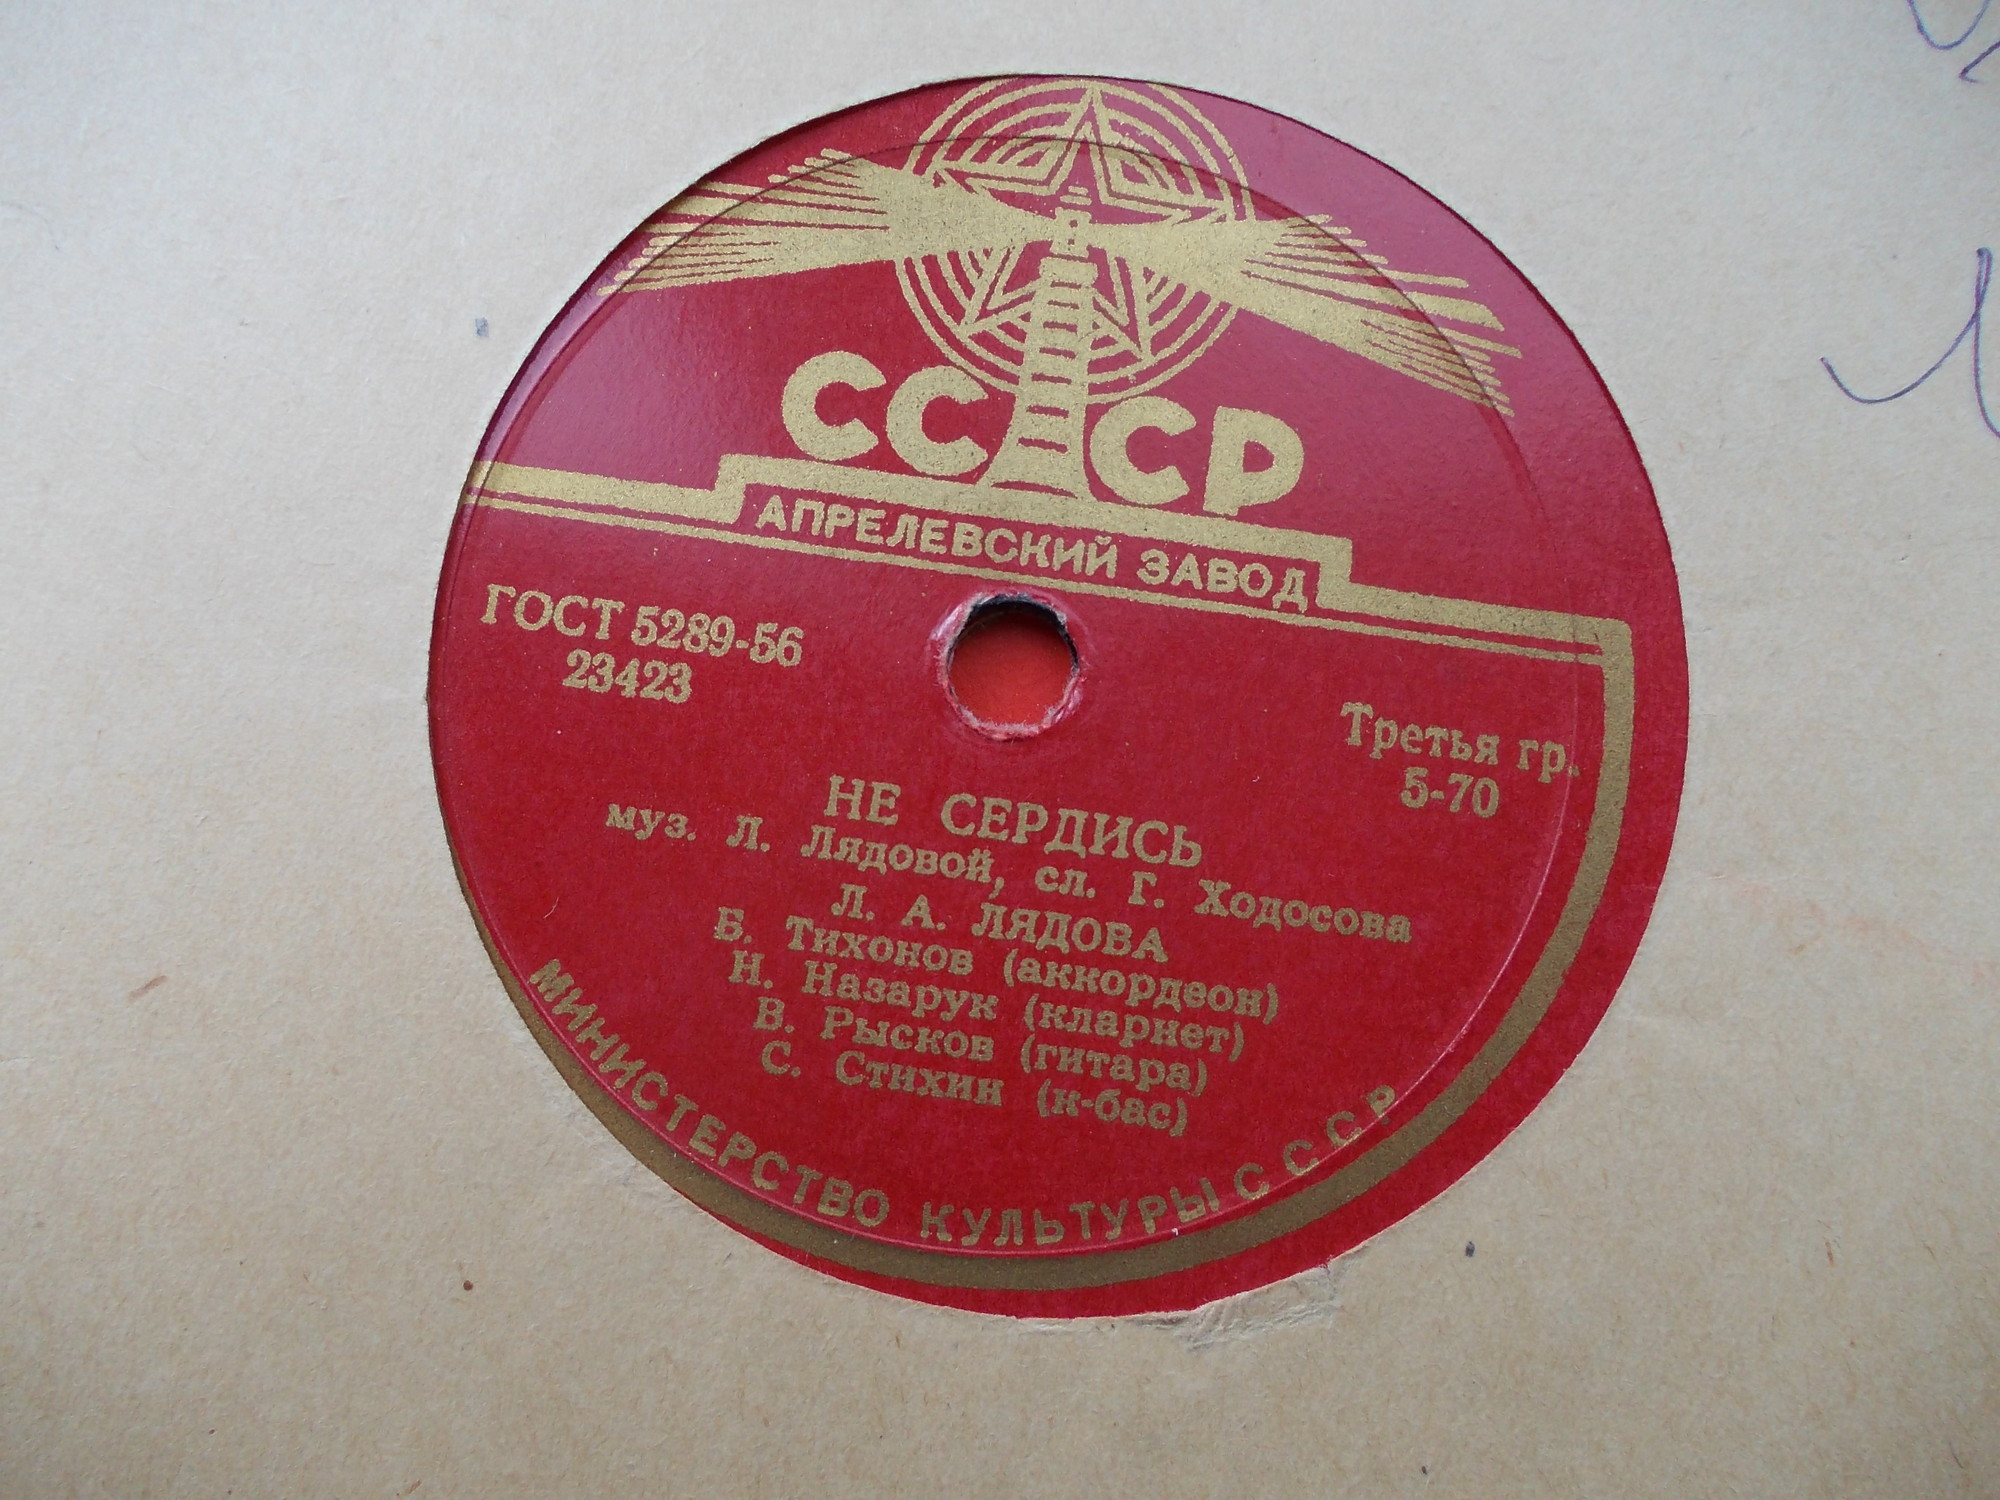 СССР
АПРЕЛЕВСКИЙ ЗАВОД
ГОСТ 5289-56
23423
Третья гр.
5-70
НЕ СЕРДИСЬ
муз. Л. Лядовой, сл. Г. Ходосова
Л. А. ЛЯДОВА
Б. Тихонов (аккордеон)
Н. Назарук (кларнет)
В. Рысков (гитара)
С. Стихин (к-бас)
МИНИСТЕРСТВО КУЛЬТУРЫ СССР